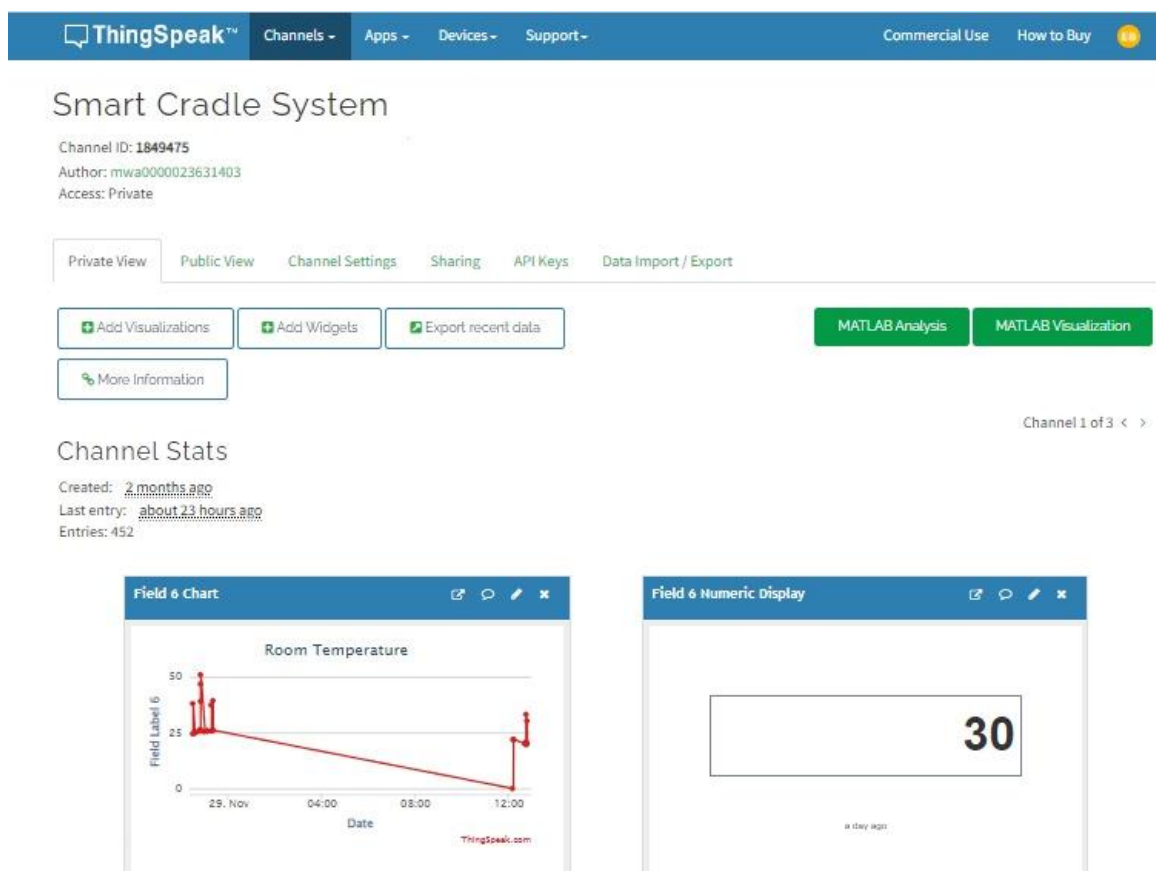 ThingSpeak™ Channels Apps Devices Support Commercial Use How to Buy
Smart Cradle System
Channel ID: 1849475
Author: mwa0000023631403
Access: Private
Private View Public View Channel Settings Sharing API Keys Data Import / Export
Add Visualizations Add Widgets Export recent data MATLAB Analysis MATLAB Visualization
More Information
Channel 1 of 3 < >
Channel Stats
Created: 2 months ago
Last entry: about 23 hours ago
Entries: 452
Field 6 Chart
Room Temperature
Field Label 6
50
25
0
29. Nov 04:00 08:00 12:00
Date
ThingSpeak.com
Field 6 Numeric Display
30
a day ago